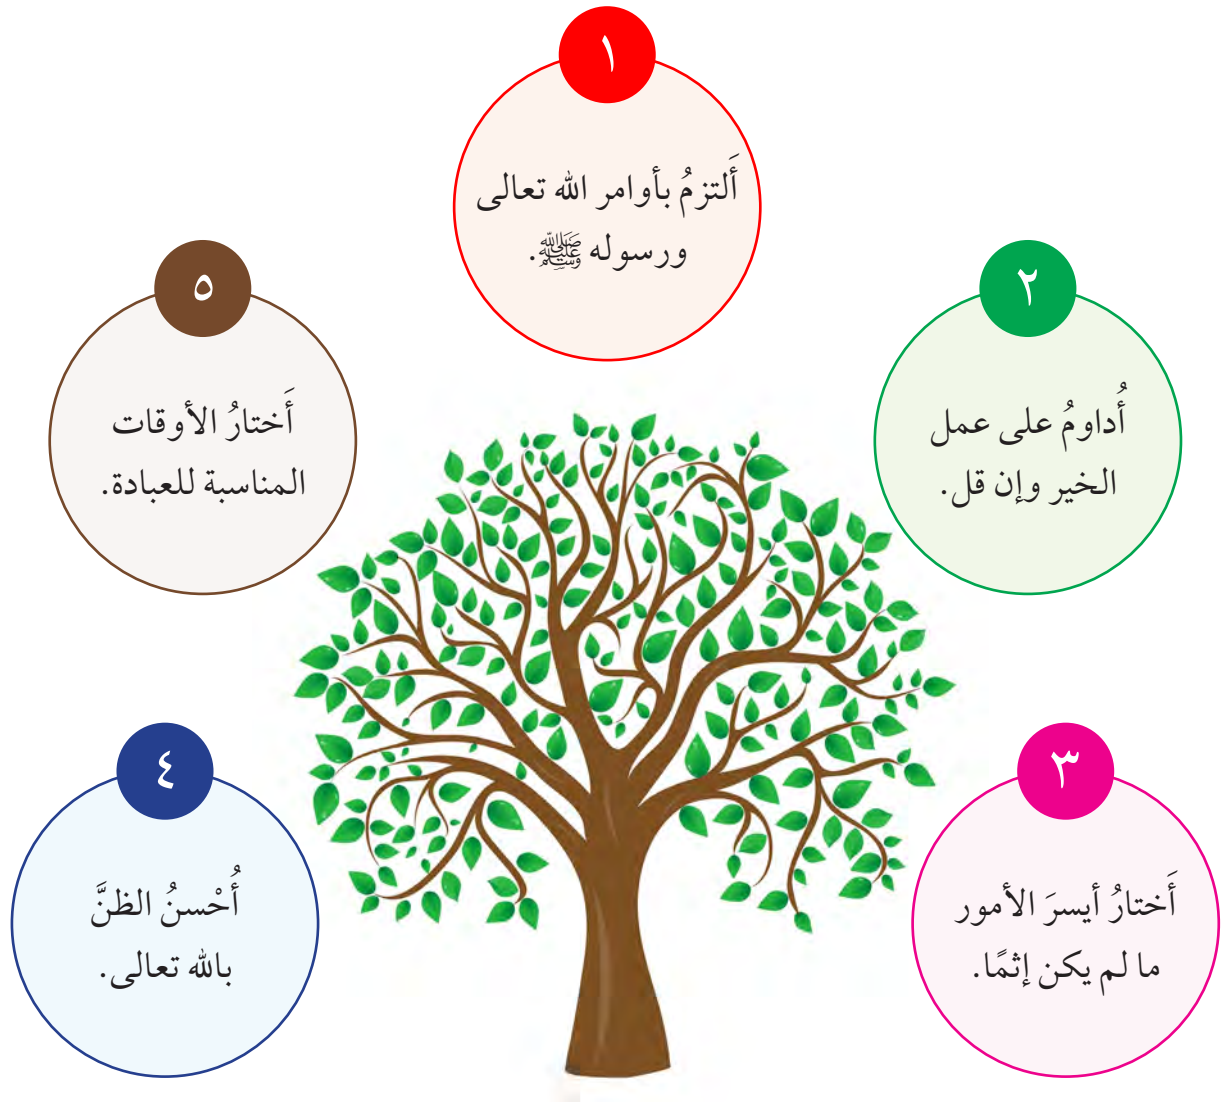 ١
أَلتزمُ بأوامر الله تعالى
ورسوله ﷺ.
٢
أُداومُ على عمل
الخير وإن قل.
٣
أَختارُ أيسرَ الأمور
ما لم يكن إثمًا.
٤
أُحْسنُ الظنَّ
بالله تعالى.
٥
أَختارُ الأوقات
المناسبة للعبادة.